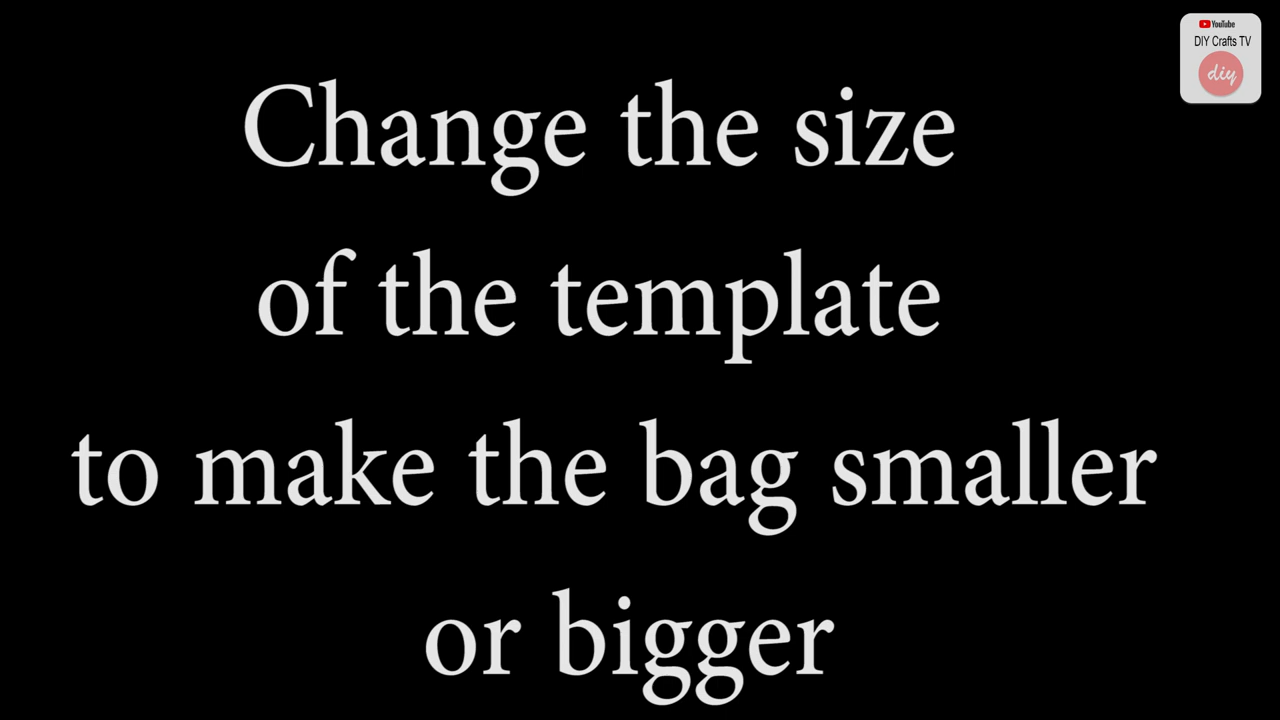 Change the size
of the template
to make the bag smaller
or bigger
YouTube
DIY Crafts TV
diy